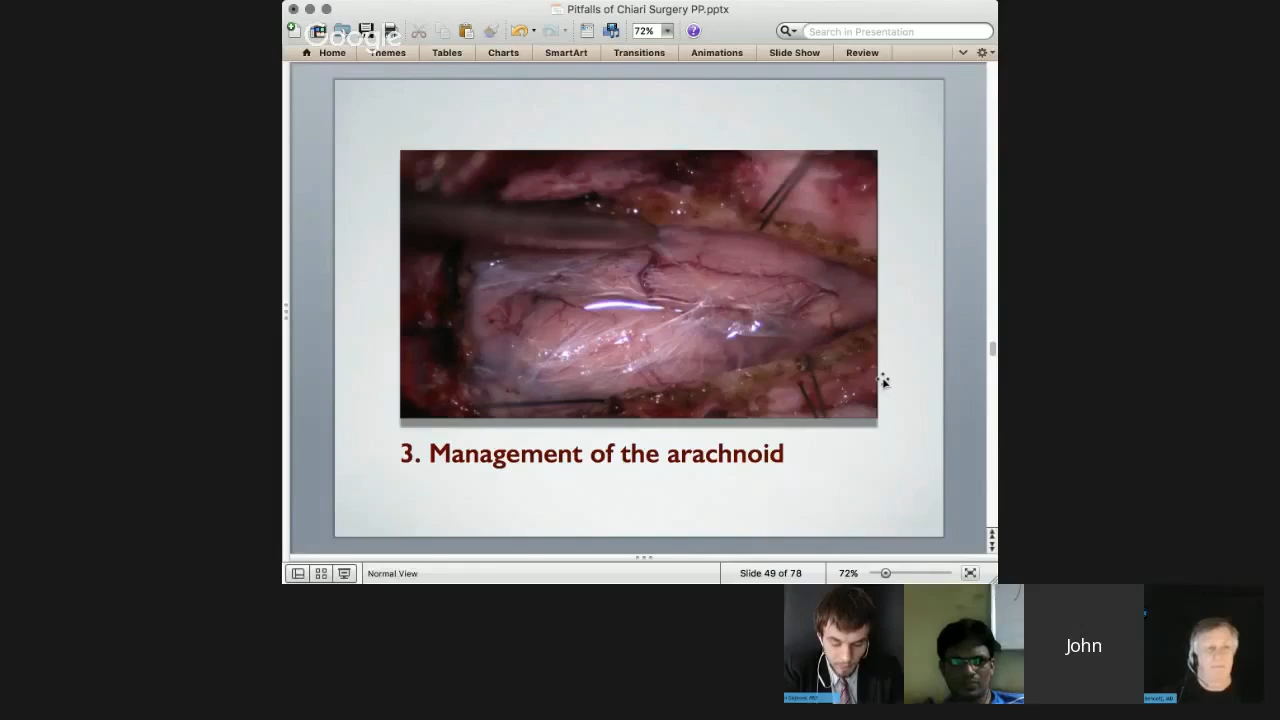 Pitfalls of Chiari Surgery PP.pptx
Google
72%
Search in Presentation
Home Themes Tables Charts SmartArt Transitions Animations Slide Show Review
3. Management of the arachnoid
Normal View
Slide 49 of 78
72%
John